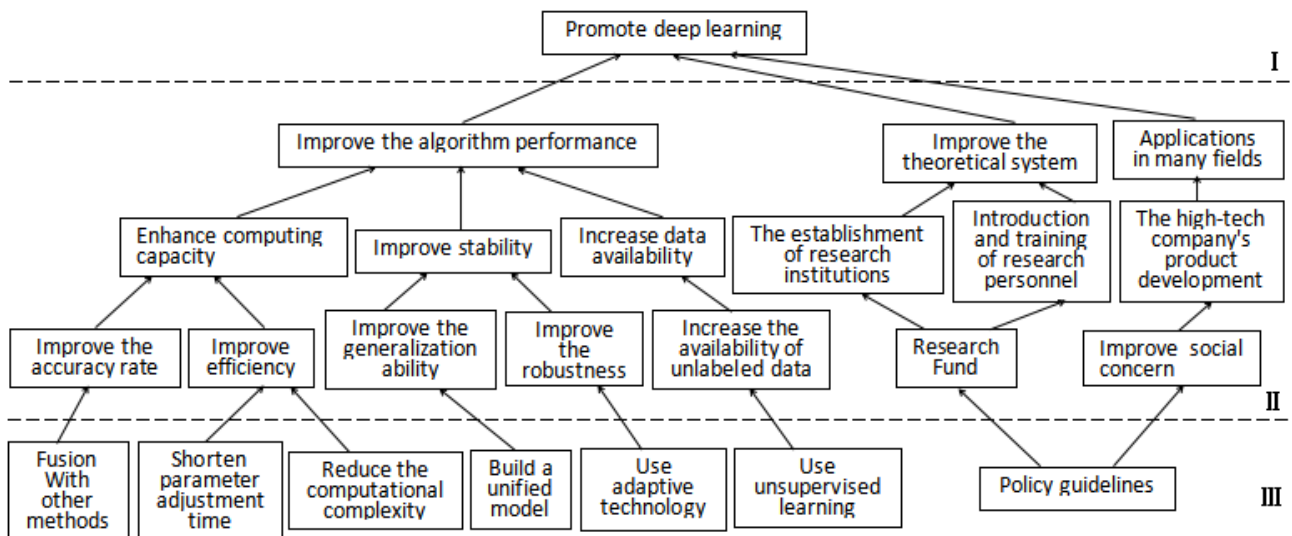 Promote deep learning
I
Improve the algorithm performance
Improve the
theoretical system
Applications
in many fields
Enhance computing
capacity
Improve stability
Increase data
availability
The establishment
of research
institutions
Introduction
and training
of research
personnel
The high-tech
company's
product
development
Improve the
accuracy rate
Improve
efficiency
Improve the
generalization
ability
Improve
the
robustness
Increase the
availability of
unlabeled data
Research
Fund
Improve social
concern
II
Fusion
With
other
methods
Shorten
parameter
adjustment
time
Reduce the
computational
complexity
Build a
unified
model
Use
adaptive
technology
Use
unsupervised
learning
Policy guidelines
III